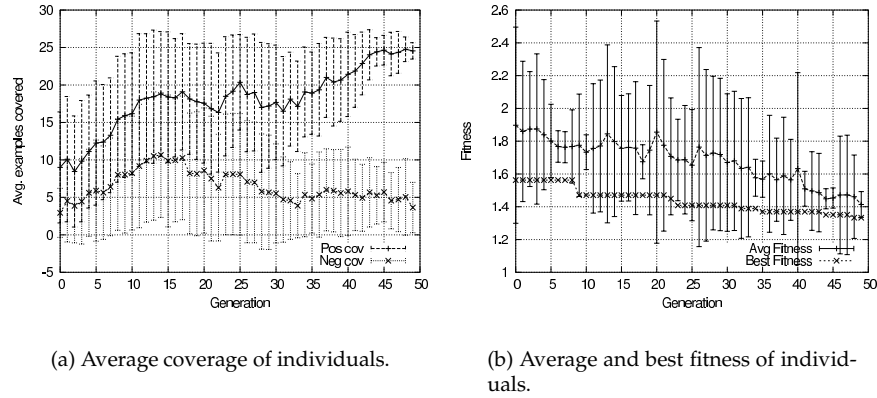 30
25
20
15
10
5
0
-5
Avg. examples covered
Pos cov
Neg cov
0 5 10 15 20 25 30 35 40 45 50
Generation
(a) Average coverage of individuals.
2.6
2.4
2.2
2
1.8
1.6
1.4
1.2
1
Fitness
Avg Fitness
Best Fitness
0 5 10 15 20 25 30 35 40 45 50
Generation
(b) Average and best fitness of individ-
uals.